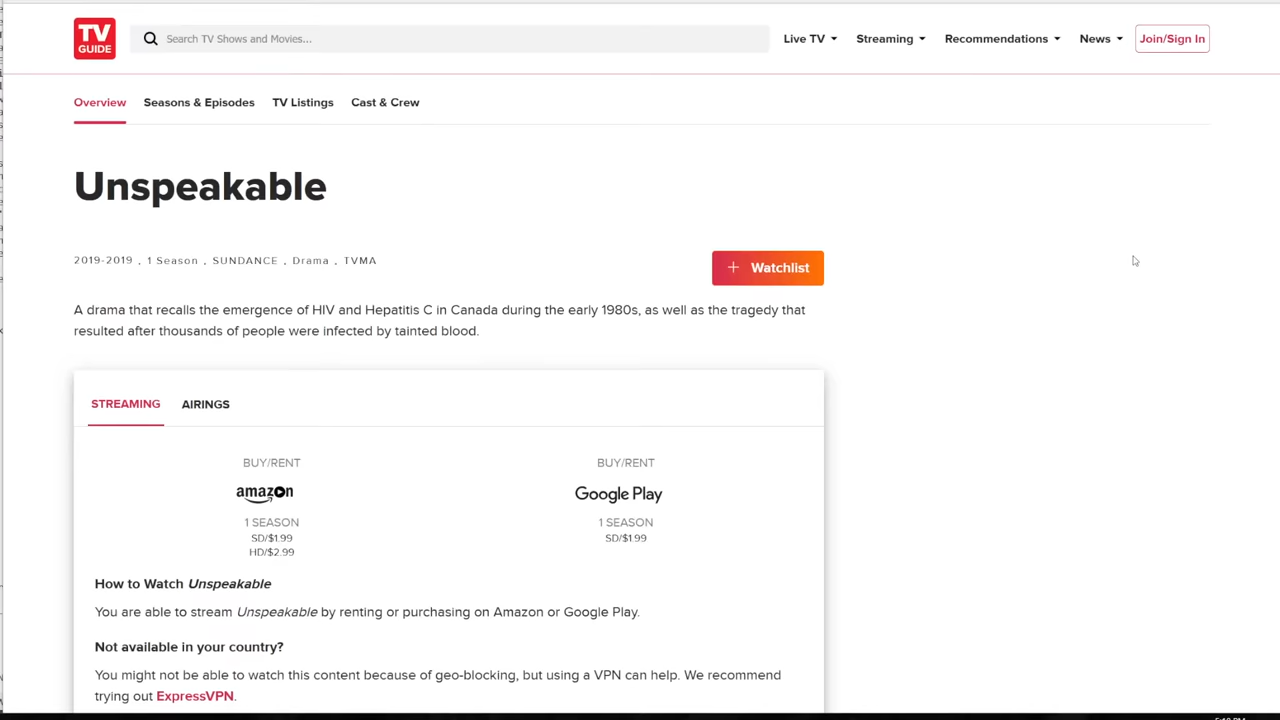 TV
GUIDE
Search TV Shows and Movies...
Live TV
Streaming
Recommendations
News
Join/Sign In
Overview
Seasons & Episodes
TV Listings
Cast & Crew
Unspeakable
2019-2019 , 1 Season , SUNDANCE , Drama , TVMA
+ Watchlist
A drama that recalls the emergence of HIV and Hepatitis C in Canada during the early 1980s, as well as the tragedy that
resulted after thousands of people were infected by tainted blood.
STREAMING
AIRINGS
BUY/RENT
amazon
1 SEASON
SD/$1.99
HD/$2.99
BUY/RENT
Google Play
1 SEASON
SD/$1.99
How to Watch Unspeakable
You are able to stream Unspeakable by renting or purchasing on Amazon or Google Play.
Not available in your country?
You might not be able to watch this content because of geo-blocking, but using a VPN can help. We recommend
trying out ExpressVPN.